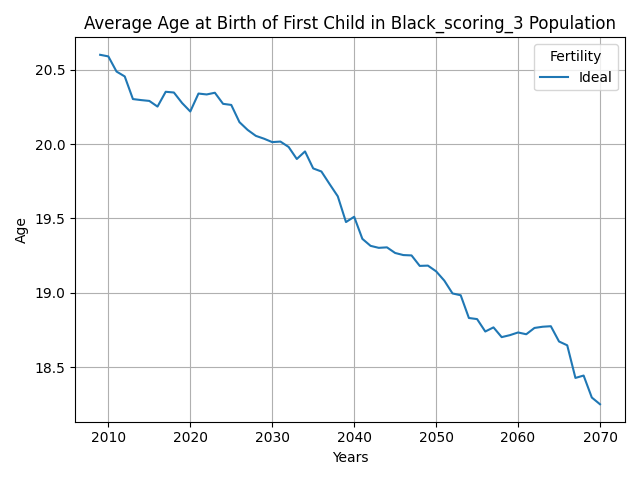 Average Age at Birth of First Child in Black_scoring_3 Population
Fertility
Ideal
Age
20.5
20.0
19.5
19.0
18.5
2010 2020 2030 2040 2050 2060 2070
Years